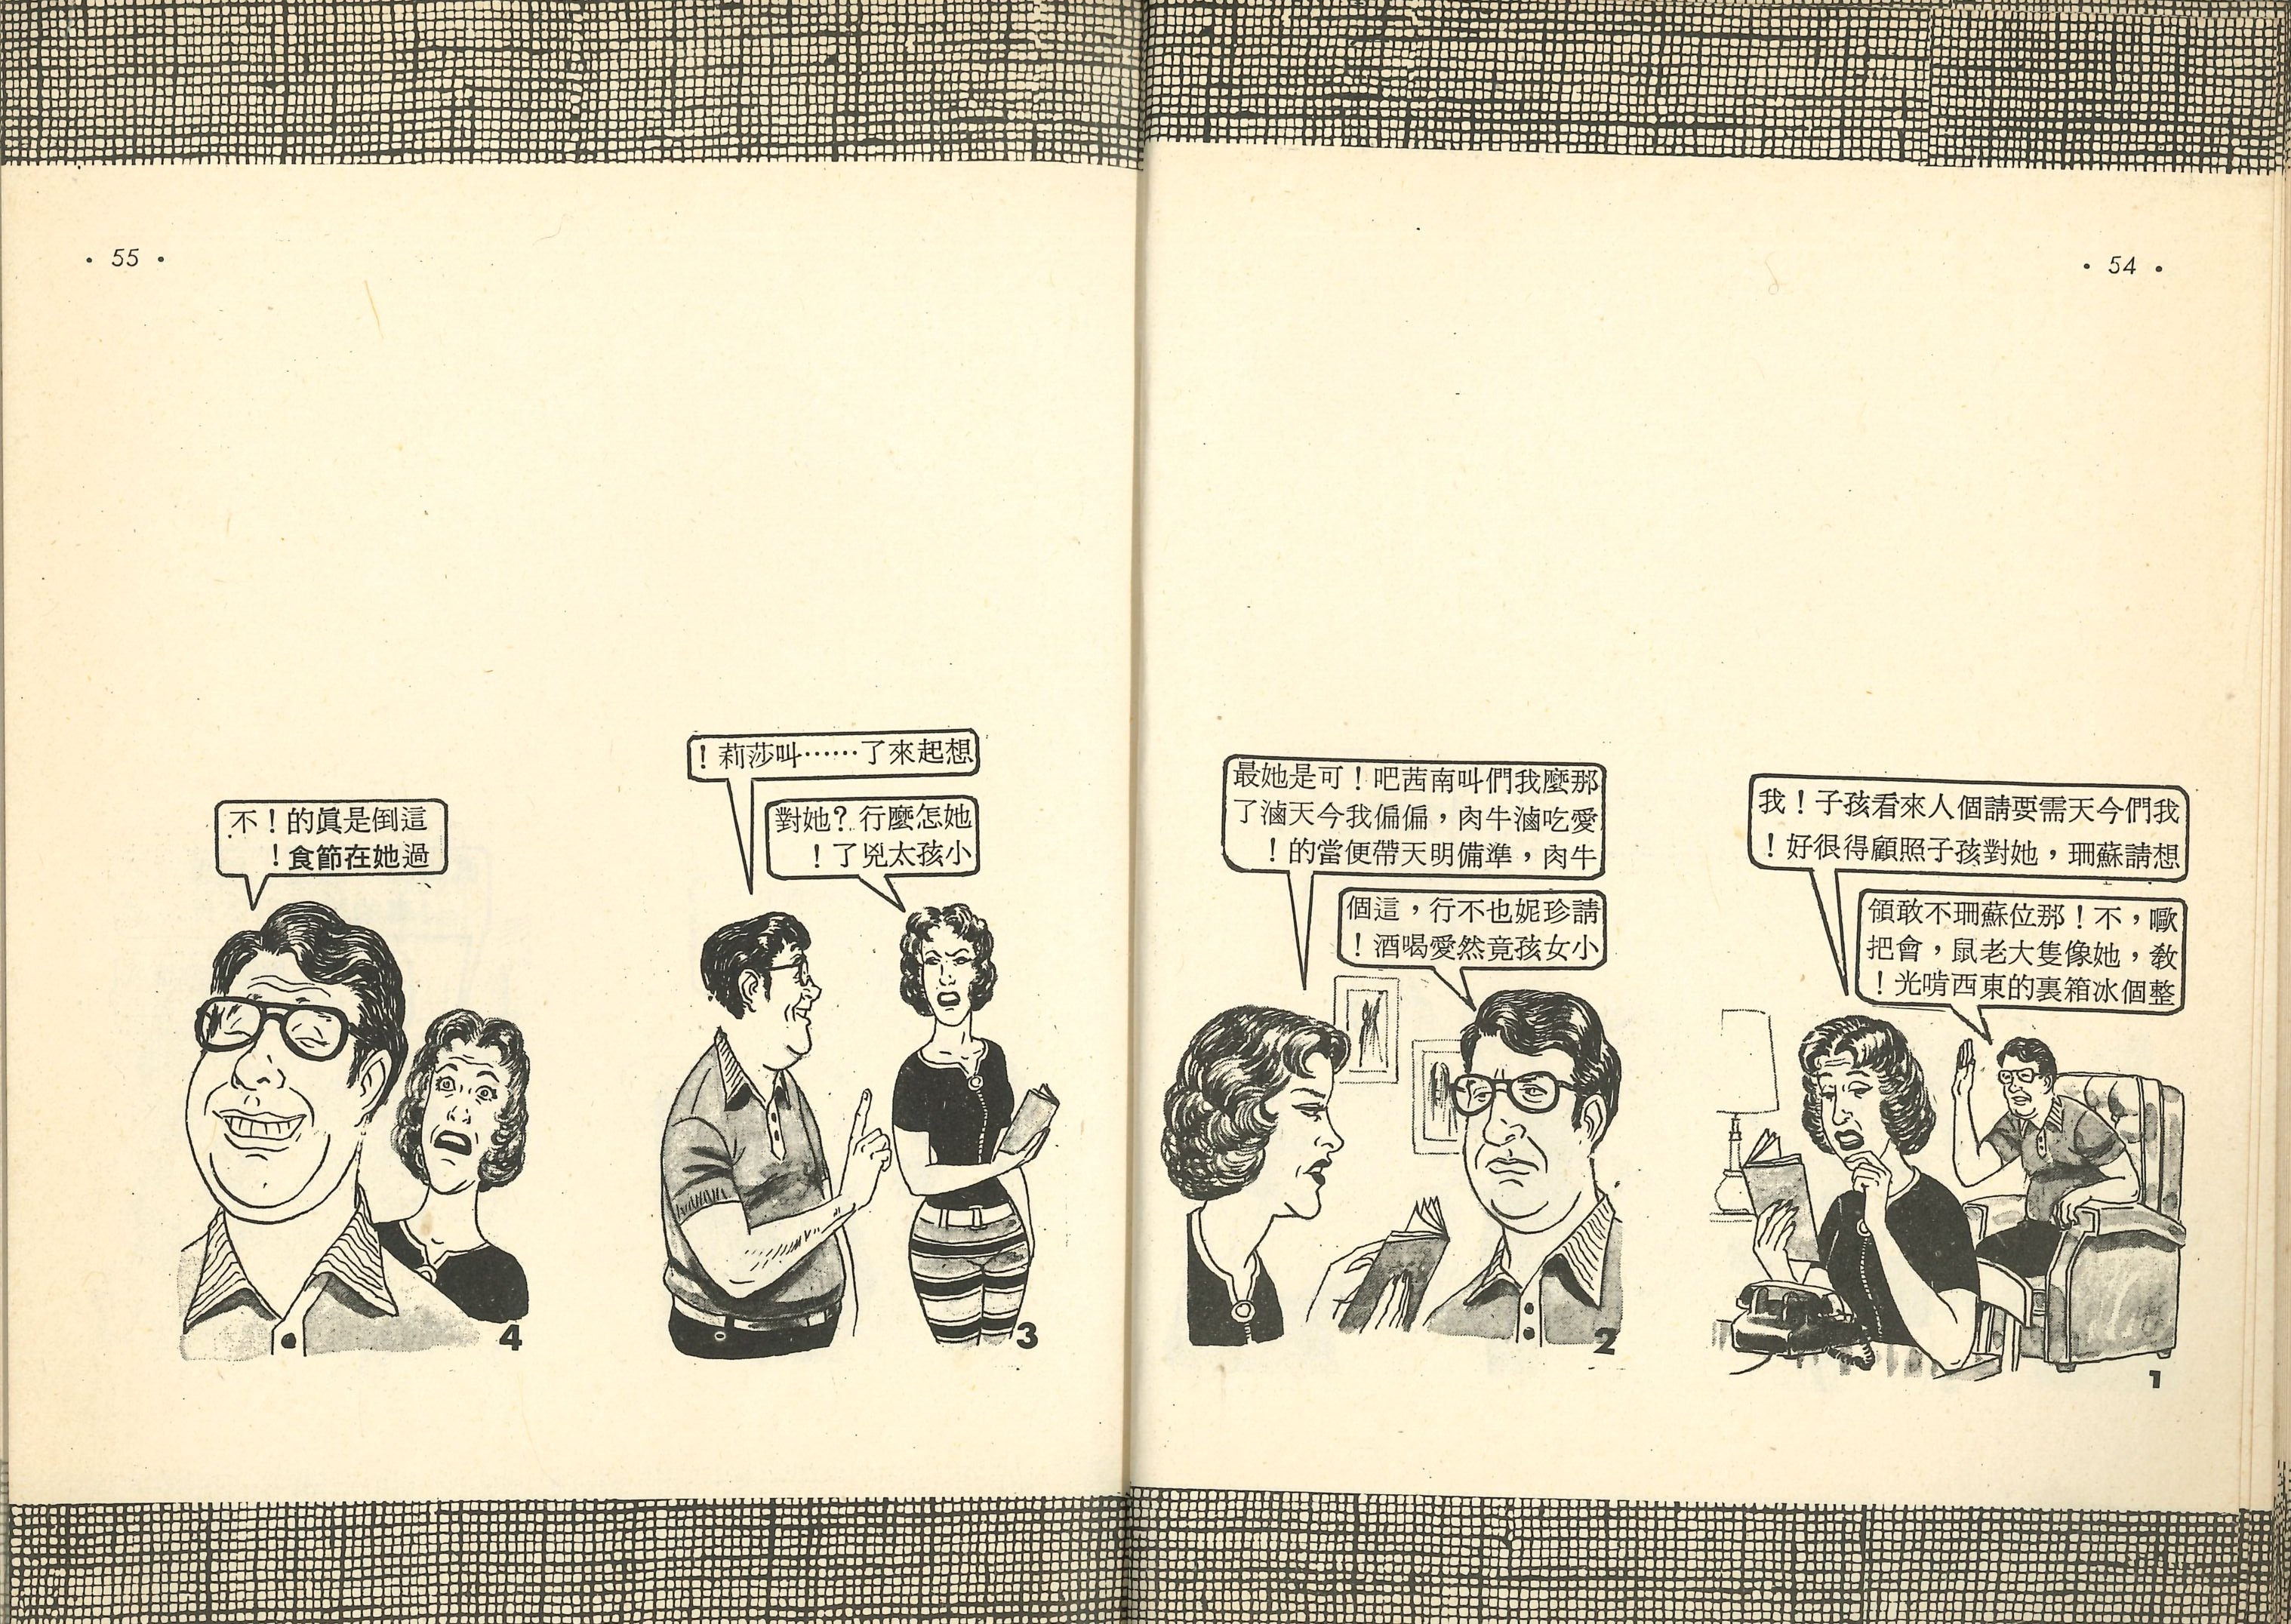 • 54 •
我們今天需要請個人來看孩子！我
想請蘇珊，她對孩子照顧得很好！
歐，不！那位蘇珊不敢領
敎，她像隻大老鼠，會把
整個冰箱裏的東西啃光！
1
那麼我們叫南茜吧！可是她最
愛吃滷牛肉，偏偏我今天滷了
牛肉，準備明天帶便當的！
請珍妮也不行，這個
小女孩竟然愛喝酒！
2
• 55 •
想起來了……叫莎莉！
她怎麼行？她對
小孩太兇了！
3
這倒是眞的！不
過她在節食！
4